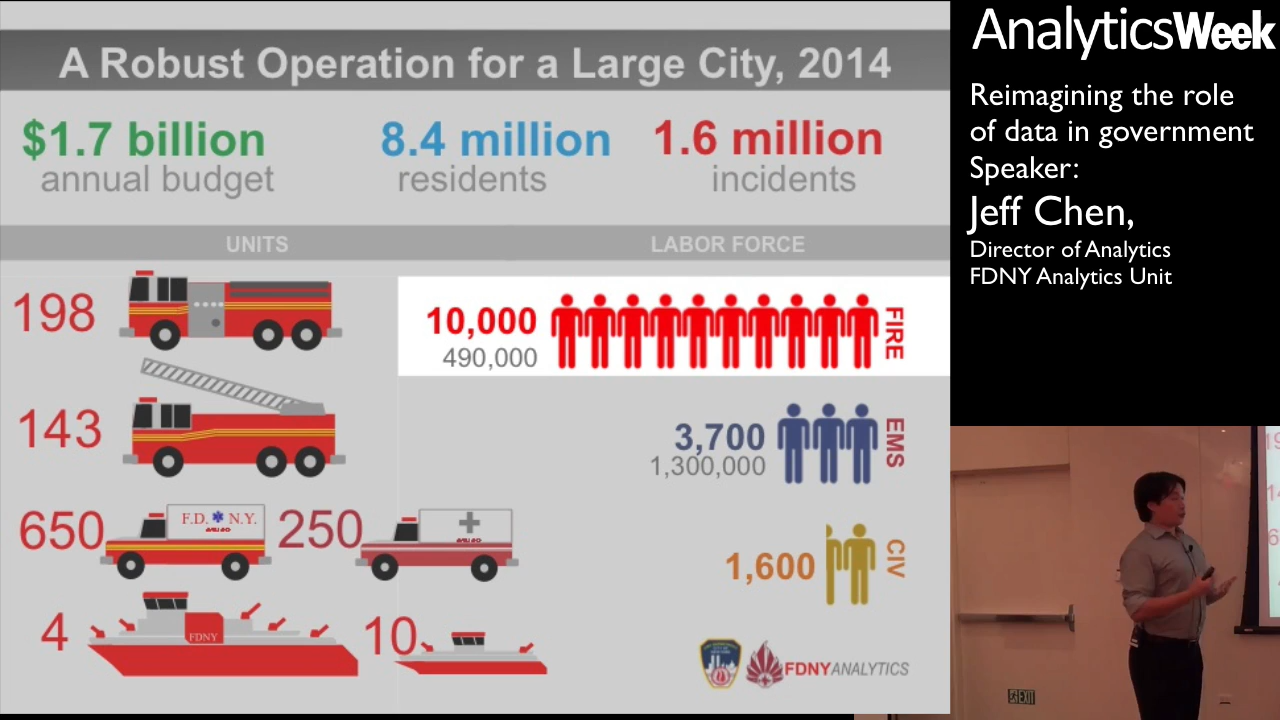 A Robust Operation for a Large City, 2014
$1.7 billion
annual budget
8.4 million
residents
1.6 million
incidents
UNITS
LABOR FORCE
198
143
650
F.D. N.Y.
250
4
FDNY
10
10,000
490,000
FIRE
3,700
1,300,000
EMS
1,600
CIV
FDNYANALYTICS
AnalyticsWeek
Reimagining the role
of data in government
Speaker:
Jeff Chen,
Director of Analytics
FDNY Analytics Unit
EXIT